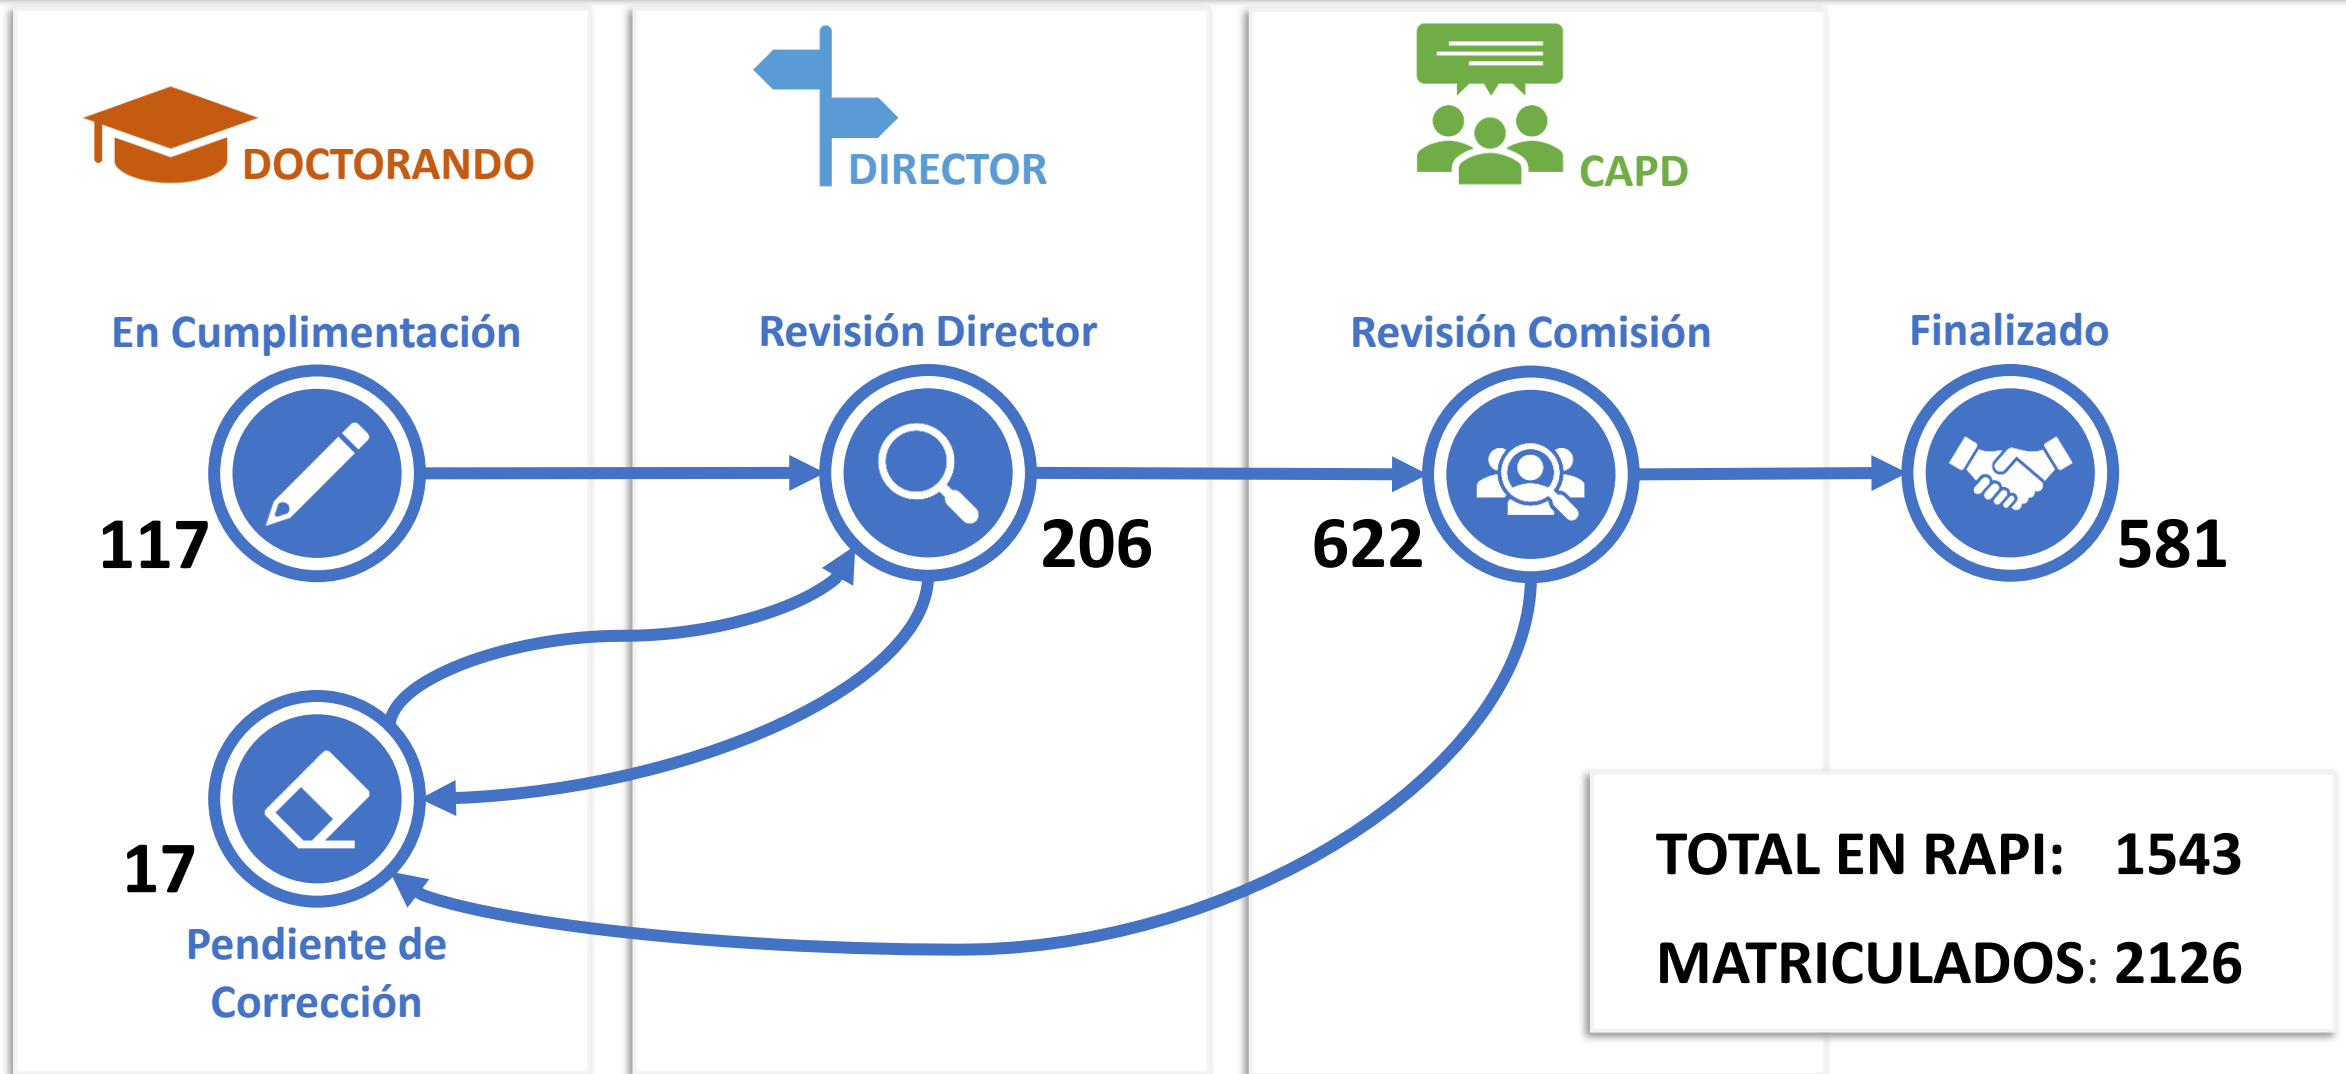 DOCTORANDO
DIRECTOR
CAPD
En Cumplimentación
Revisión Director
Revisión Comisión
Finalizado
117
206
622
581
17
Pendiente de
Corrección
TOTAL EN RAPI: 1543
MATRICULADOS: 2126